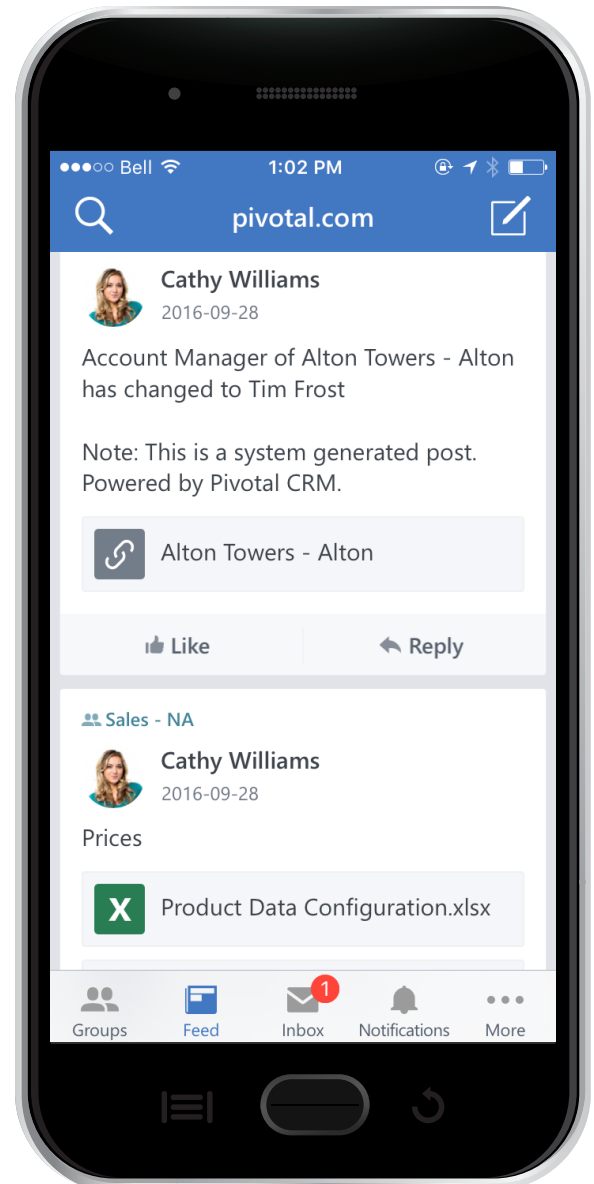 Bell 1:02 PM
pivotal.com
Cathy Williams
2016-09-28
Account Manager of Alton Towers - Alton
has changed to Tim Frost
Note: This is a system generated post.
Powered by Pivotal CRM.
Alton Towers - Alton
Like Reply
Sales - NA
Cathy Williams
2016-09-28
Prices
X Product Data Configuration.xlsx
1
Groups Feed Inbox Notifications More